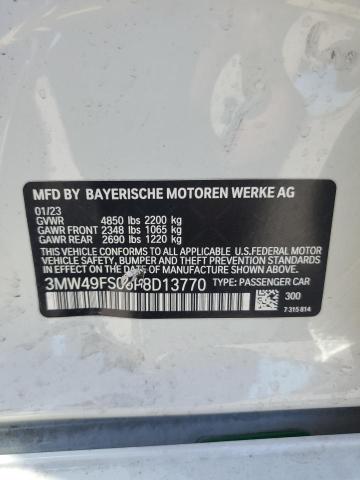 MFD BY BAYERISCHE MOTOREN WERKE AG
01/23
GVWR 4850 lbs 2200 kg
GAWR FRONT 2348 lbs 1065 kg
GAWR REAR 2690 lbs 1220 kg
THIS VEHICLE CONFORMS TO ALL APPLICABLE U.S.FEDERAL MOTOR
VEHICLE SAFETY, BUMPER, AND THEFT PREVENTION STANDARDS IN
EFFECT ON THE DATE OF MANUFACTURE SHOWN ABOVE.
TYPE: PASSENGER CAR
300
7 315 814